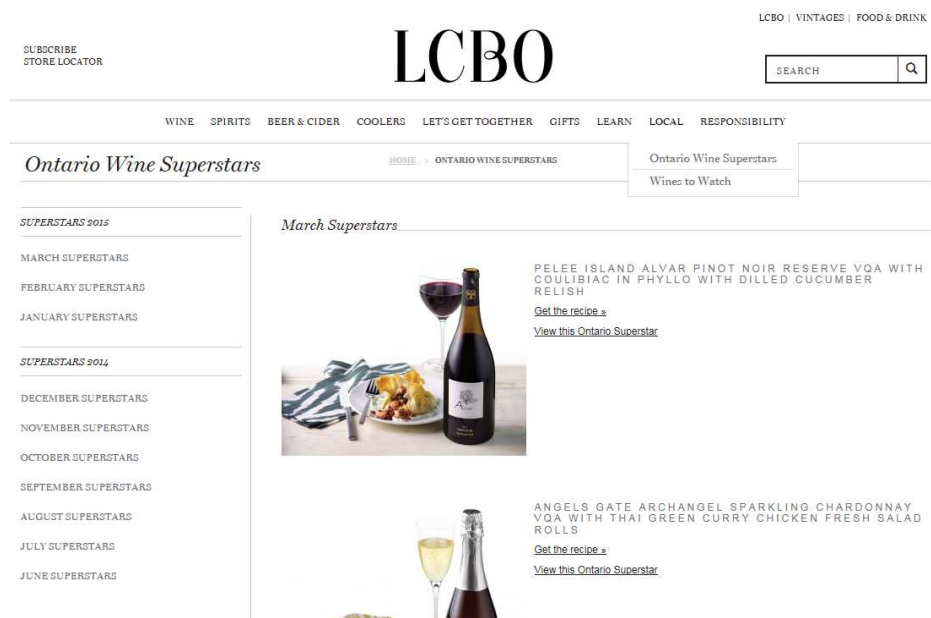 LCBO | VINTAGES | FOOD & DRINK
SUBSCRIBE
STORE LOCATOR
LCBO
SEARCH
WINE SPIRITS BEER & CIDER COOLERS LET'S GET TOGETHER GIFTS LEARN LOCAL RESPONSIBILITY
Ontario Wine Superstars
HOME > ONTARIO WINE SUPERSTARS
Ontario Wine Superstars
Wines to Watch
SUPERSTARS 2015
MARCH SUPERSTARS
FEBRUARY SUPERSTARS
JANUARY SUPERSTARS
SUPERSTARS 2014
DECEMBER SUPERSTARS
NOVEMBER SUPERSTARS
OCTOBER SUPERSTARS
SEPTEMBER SUPERSTARS
AUGUST SUPERSTARS
JULY SUPERSTARS
JUNE SUPERSTARS
March Superstars
PELEE ISLAND ALVAR PINOT NOIR RESERVE VQA WITH
COULIBIAC IN PHYLLO WITH DILLED CUCUMBER
RELISH
Get the recipe »
View this Ontario Superstar
ANGELS GATE ARCHANGEL SPARKLING CHARDONNAY
VQA WITH THAI GREEN CURRY CHICKEN FRESH SALAD
ROLLS
Get the recipe »
View this Ontario Superstar